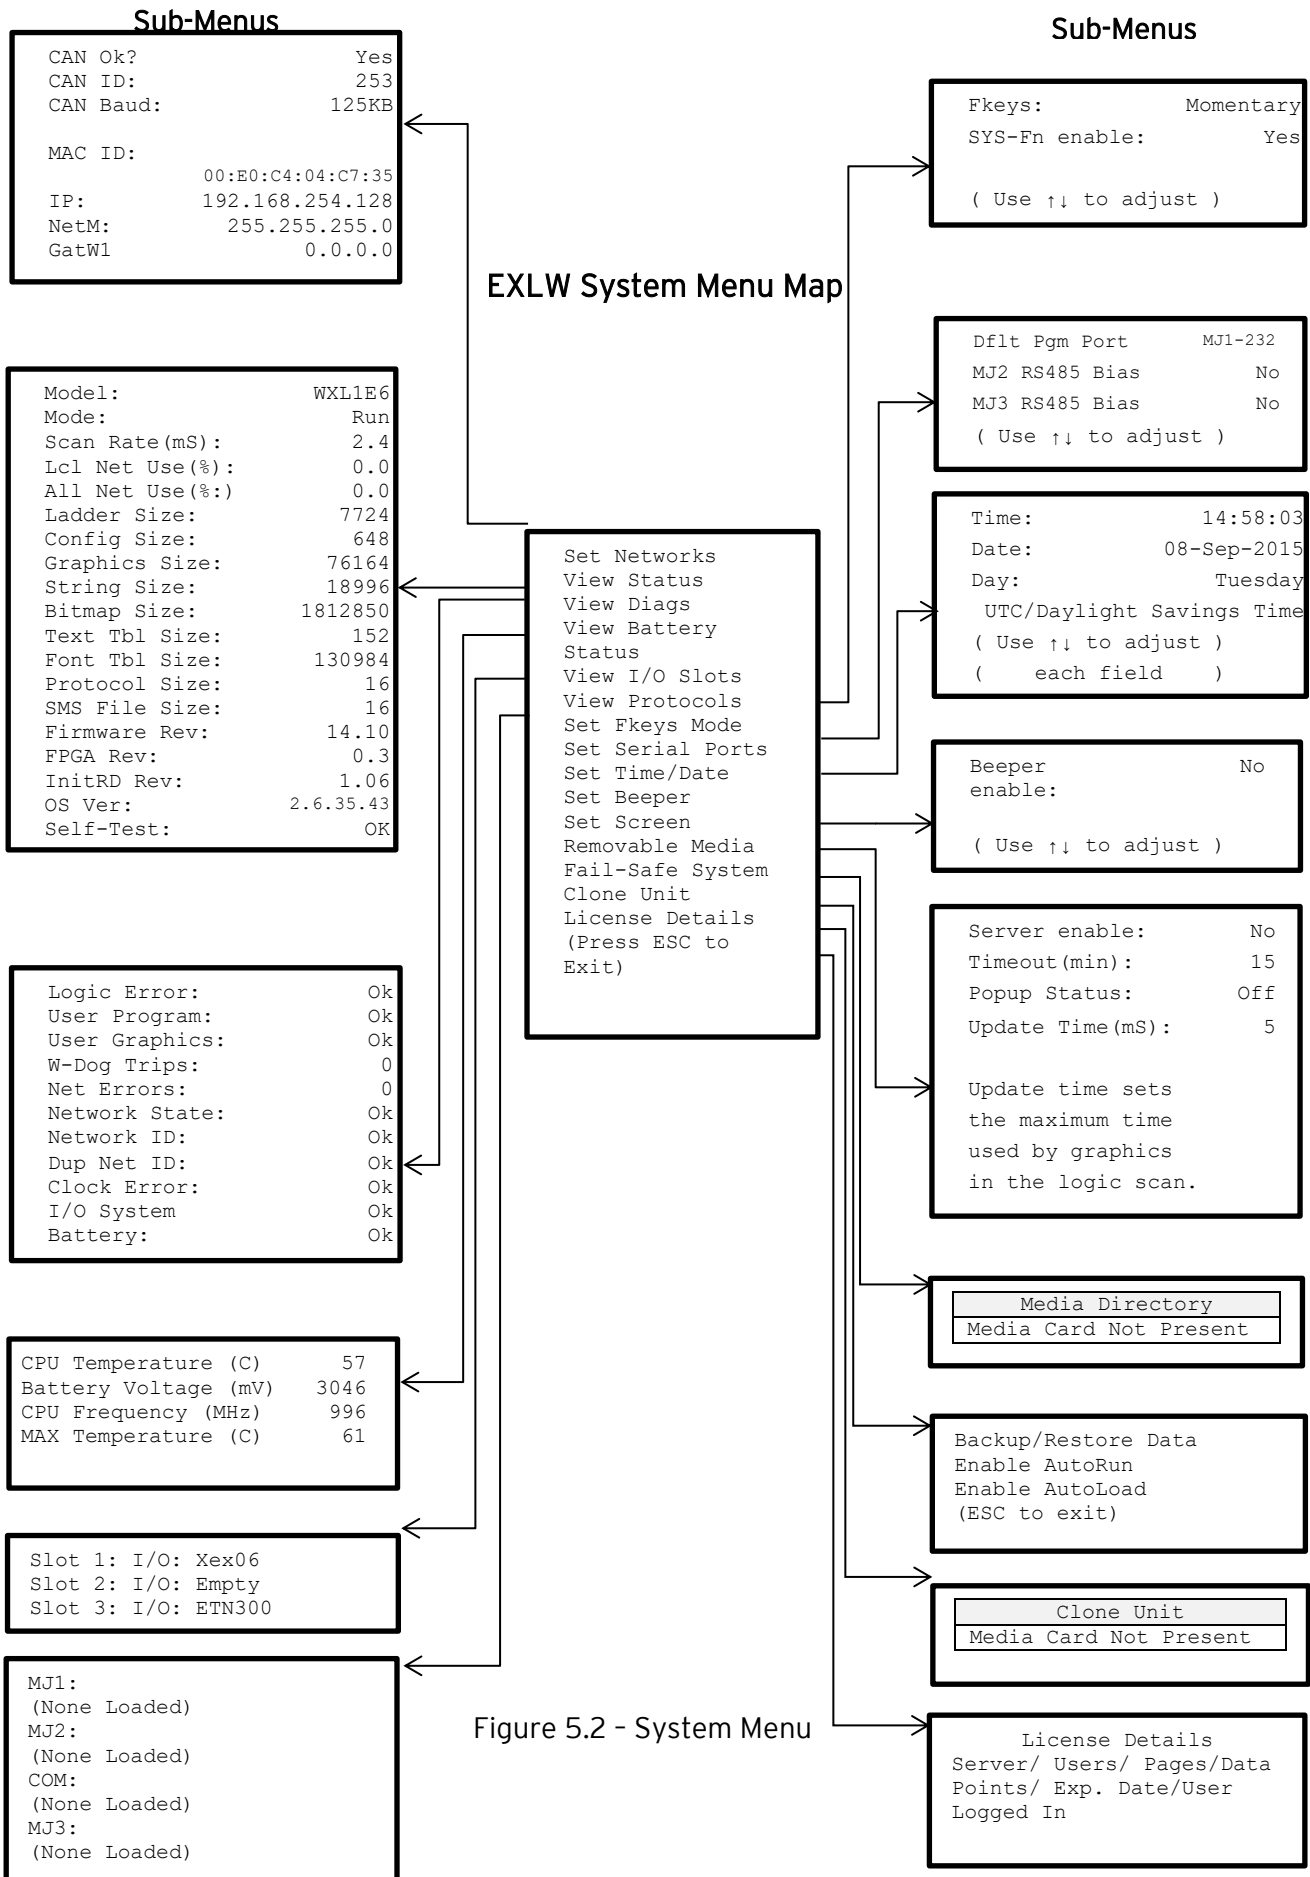 Sub-Menus
CAN Ok? Yes
CAN ID: 253
CAN Baud: 125KB
MAC ID:
00:E0:C4:04:C7:35
IP: 192.168.254.128
NetM: 255.255.255.0
GatW1 0.0.0.0
Model: WXL1E6
Mode: Run
Scan Rate(mS): 2.4
Lcl Net Use(%): 0.0
All Net Use(%:) 0.0
Ladder Size: 7724
Config Size: 648
Graphics Size: 76164
String Size: 18996
Bitmap Size: 1812850
Text Tbl Size: 152
Font Tbl Size: 130984
Protocol Size: 16
SMS File Size: 16
Firmware Rev: 14.10
FPGA Rev: 0.3
InitRD Rev: 1.06
OS Ver: 2.6.35.43
Self-Test: OK
Logic Error: Ok
User Program: Ok
User Graphics: Ok
W-Dog Trips: 0
Net Errors: 0
Network State: Ok
Network ID: Ok
Dup Net ID: Ok
Clock Error: Ok
I/O System Ok
Battery: Ok
CPU Temperature (C) 57
Battery Voltage (mV) 3046
CPU Frequency (MHz) 996
MAX Temperature (C) 61
Slot 1: I/O: Xex06
Slot 2: I/O: Empty
Slot 3: I/O: ETN300
MJ1:
(None Loaded)
MJ2:
(None Loaded)
COM:
(None Loaded)
MJ3:
(None Loaded)
EXLW System Menu Map
Set Networks
View Status
View Diags
View Battery
Status
View I/O Slots
View Protocols
Set Fkeys Mode
Set Serial Ports
Set Time/Date
Set Beeper
Set Screen
Removable Media
Fail-Safe System
Clone Unit
License Details
(Press ESC to
Exit)
Figure 5.2 – System Menu
Sub-Menus
Fkeys: Momentary
SYS-Fn enable: Yes
( Use ↑↓ to adjust )
Dflt Pgm Port MJ1-232
MJ2 RS485 Bias No
MJ3 RS485 Bias No
( Use ↑↓ to adjust )
Time: 14:58:03
Date: 08-Sep-2015
Day: Tuesday
UTC/Daylight Savings Time
( Use ↑↓ to adjust )
( each field )
Beeper No
enable:
( Use ↑↓ to adjust )
Server enable: No
Timeout(min): 15
Popup Status: Off
Update Time(mS): 5
Update time sets
the maximum time
used by graphics
in the logic scan.
Media Directory
Media Card Not Present
Backup/Restore Data
Enable AutoRun
Enable AutoLoad
(ESC to exit)
Clone Unit
Media Card Not Present
License Details
Server/ Users/ Pages/Data
Points/ Exp. Date/User
Logged In